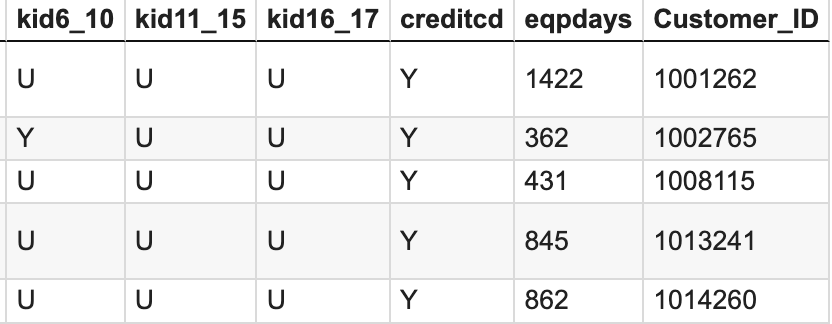 kid6_10 kid11_15 kid16_17 creditcd eqpdays Customer_ID
U U U Y 1422 1001262
Y U U Y 362 1002765
U U U Y 431 1008115
U U U Y 845 1013241
U U U Y 862 1014260